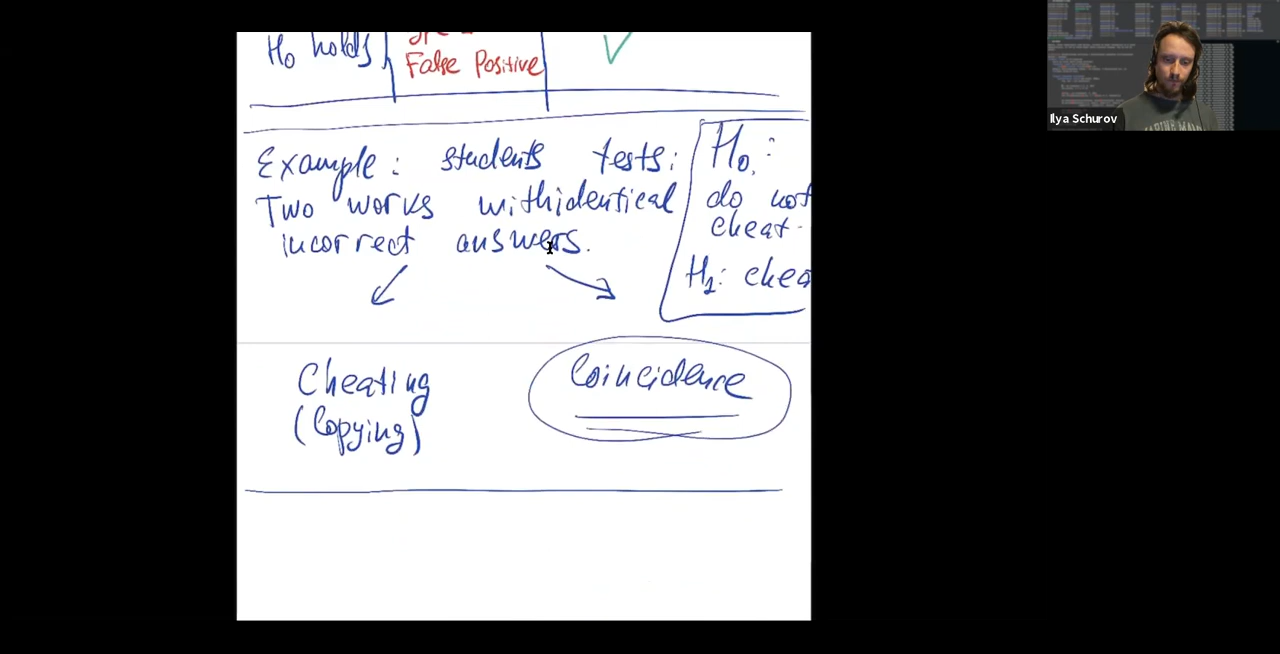 H₀ holds
False Positive
Example: students tests:
Two works with identical
incorrect answers.
H₀:
do not
cheat.
H₁: chea
Cheating
(Copying)
Coincidence
Ilya Schurov